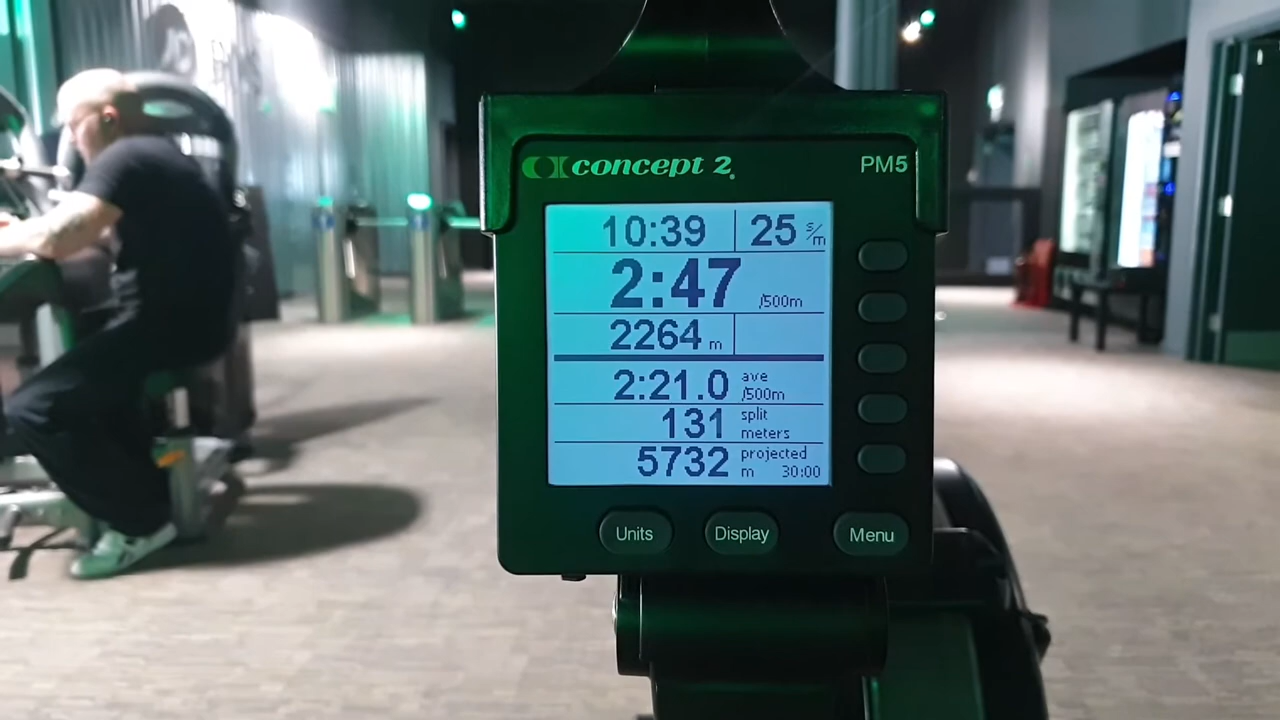 concept 2.
PM5
10:39 25 s/m
2:47 /500m
2264 m
2:21.0 ave /500m
131 split meters
5732 projected m 30:00
Units Display Menu